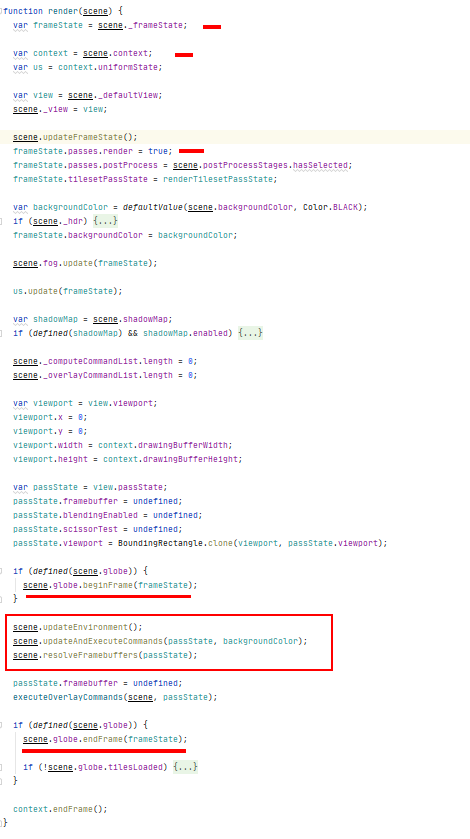 function render(scene) {
var frameState = scene._frameState;
var context = scene.context;
var us = context.uniformState;
var view = scene._defaultView;
scene._view = view;
scene.updateFrameState();
frameState.passes.render = true;
frameState.passes.postProcess = scene.postProcessStages.hasSelected;
frameState.tilesetPassState = renderTilesetPassState;
var backgroundColor = defaultValue(scene.backgroundColor, Color.BLACK);
if (scene._hdr) {...}
frameState.backgroundColor = backgroundColor;
scene.fog.update(frameState);
us.update(frameState);
var shadowMap = scene.shadowMap;
if (defined(shadowMap) && shadowMap.enabled) {...}
scene._computeCommandList.length = 0;
scene._overlayCommandList.length = 0;
var viewport = view.viewport;
viewport.x = 0;
viewport.y = 0;
viewport.width = context.drawingBufferWidth;
viewport.height = context.drawingBufferHeight;
var passState = view.passState;
passState.framebuffer = undefined;
passState.blendingEnabled = undefined;
passState.scissorTest = undefined;
passState.viewport = BoundingRectangle.clone(viewport, passState.viewport);
if (defined(scene.globe)) {
scene.globe.beginFrame(frameState);
}
scene.updateEnvironment();
scene.updateAndExecuteCommands(passState, backgroundColor);
scene.resolveFramebuffers(passState);
passState.framebuffer = undefined;
executeOverlayCommands(scene, passState);
if (defined(scene.globe)) {
scene.globe.endFrame(frameState);
if (!scene.globe.tilesLoaded) {...}
}
context.endFrame();
}